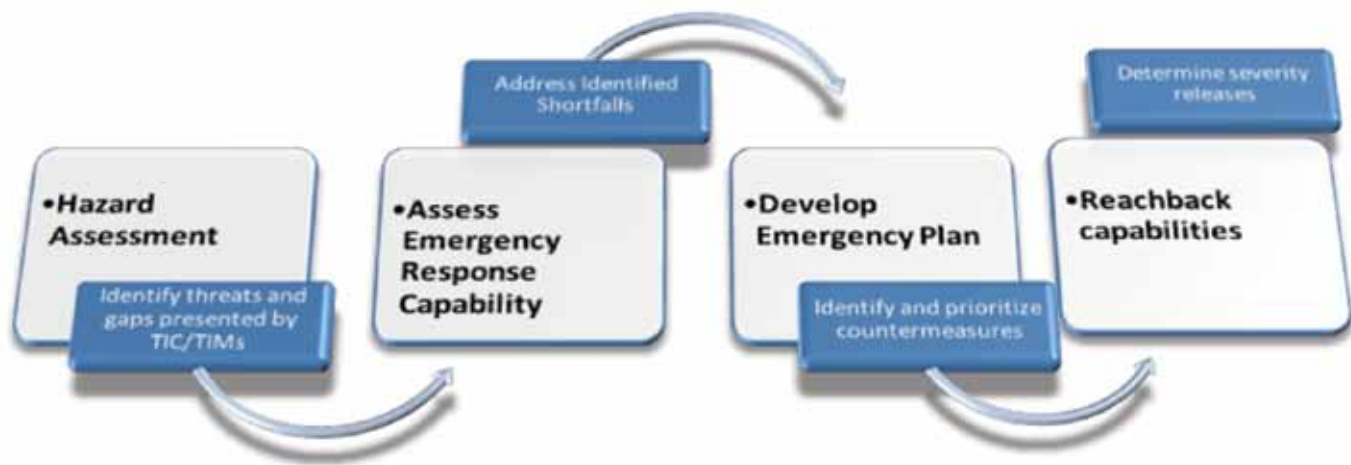 •Hazard
Assessment
Identify threats and
gaps presented by
TIC/TIMs
Address Identified
Shortfalls
•Assess
Emergency
Response
Capability
•Develop
Emergency Plan
Identify and prioritize
countermeasures
Determine severity
releases
•Reachback
capabilities